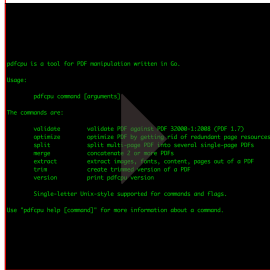 pdfcpu is a tool for PDF manipulation written in Go.
Usage:
pdfcpu command [arguments]
The commands are:
validate validate PDF against PDF 32000-1:2008 (PDF 1.7)
optimize optimize PDF by getting rid of redundant page resources
split split multi-page PDF into several single-page PDFs
merge concatenate 2 or more PDFs
extract extract images, fonts, content, pages out of a PDF
trim create trimmed version of a PDF
version print pdfcpu version
Single-letter Unix-style supported for commands and flags.
Use "pdfcpu help [command]" for more information about a command.